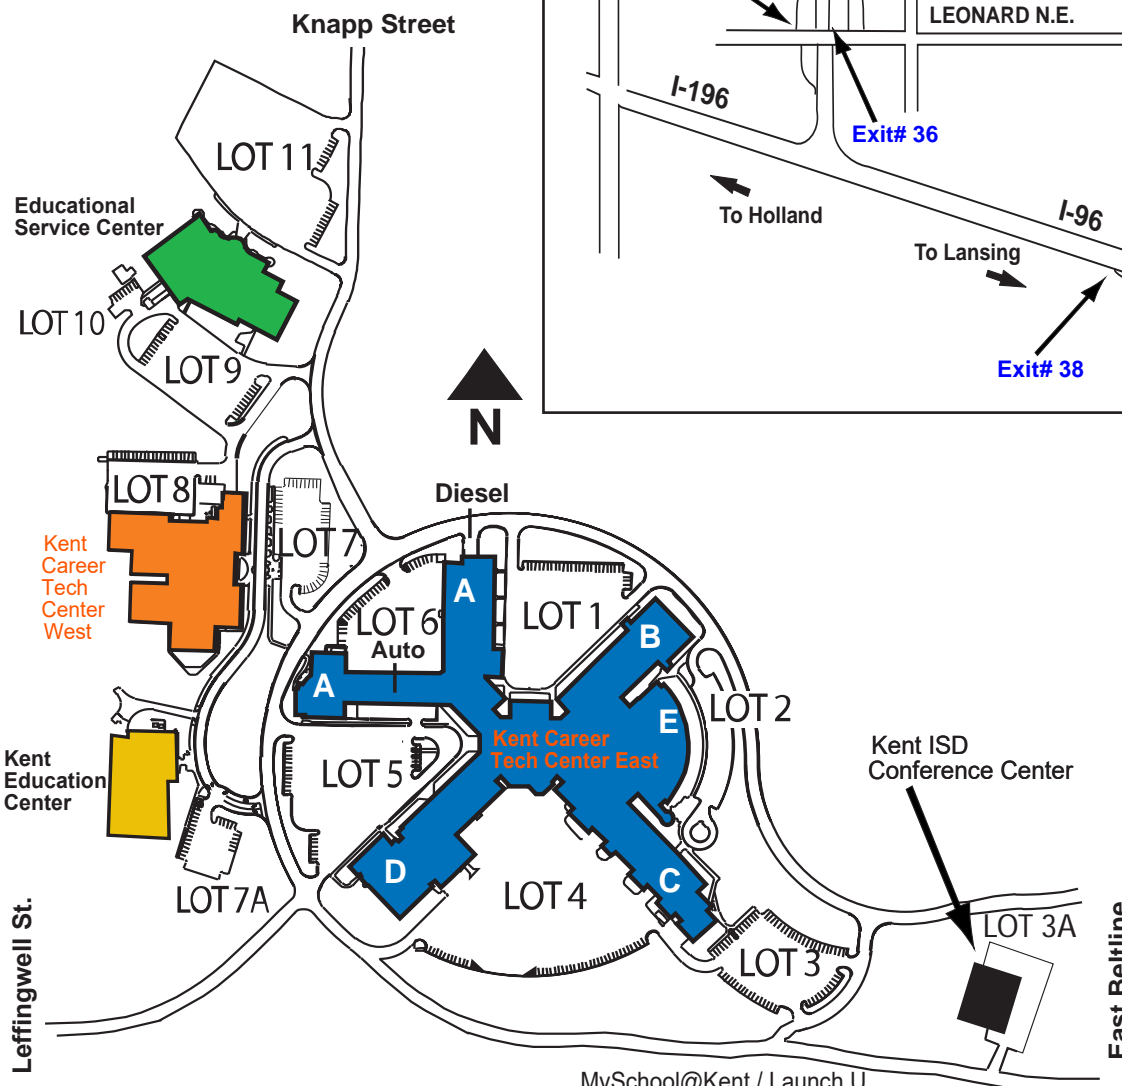 Knapp Street
LEONARD N.E.
I-196
Exit# 36
LOT 11
To Holland
I-96
Educational
Service Center
To Lansing
LOT 10
LOT 9
Exit# 38
N
LOT 8
Diesel
Kent
Career
Tech
Center
West
LOT 7
A
LOT 6
Auto
LOT 1
B
A
E
LOT 2
Kent Career
Tech Center East
Kent ISD
Conference Center
Kent
Education
Center
LOT 5
D
C
LOT 7A
LOT 4
LOT 3
LOT 3A
Leffingwell St.
East Beltline
MySchool@Kent / Launch U